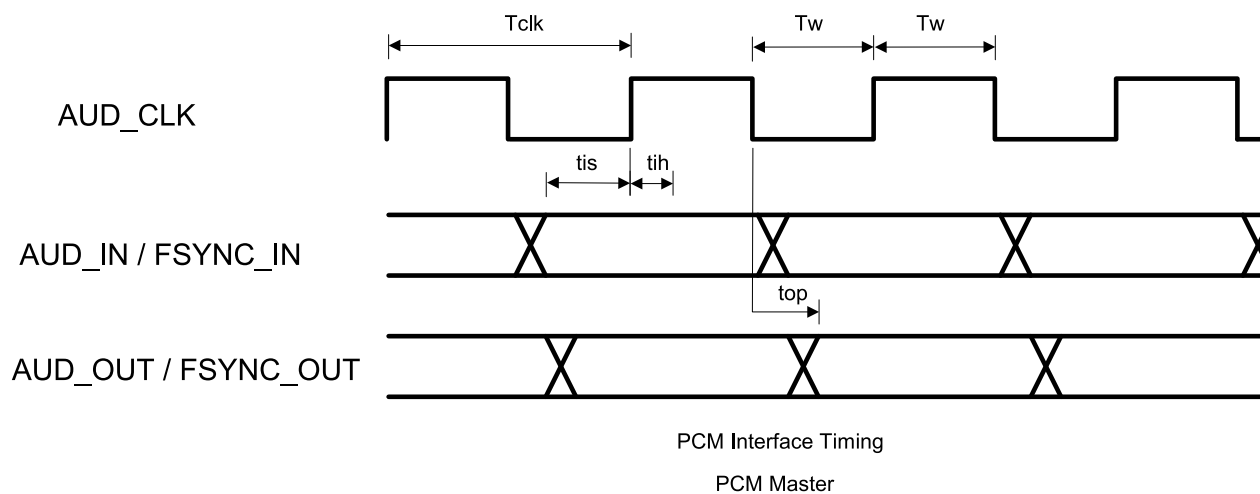 Tclk
Tw
Tw
AUD_CLK
tis
tih
AUD_IN / FSYNC_IN
top
AUD_OUT / FSYNC_OUT
PCM Interface Timing
PCM Master